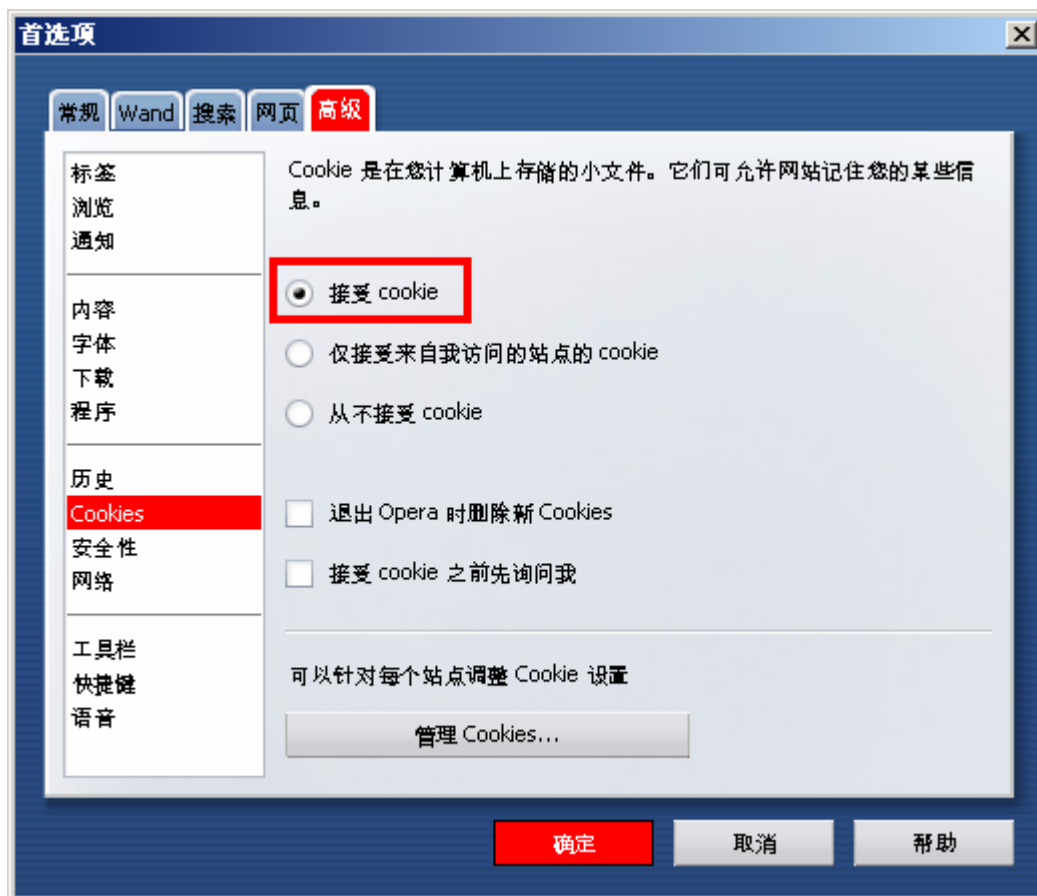 首选项
常规 Wand 搜索 网页 高级
标签
浏览
通知
内容
字体
下载
程序
历史
Cookies
安全性
网络
工具栏
快捷键
语音
Cookie 是在您计算机上存储的小文件。它们可允许网站记住您的某些信
息。
接受 cookie
仅接受来自我访问的站点的 cookie
从不接受 cookie
退出 Opera 时删除新 Cookies
接受 cookie 之前先询问我
可以针对每个站点调整 Cookie 设置
管理 Cookies...
确定 取消 帮助